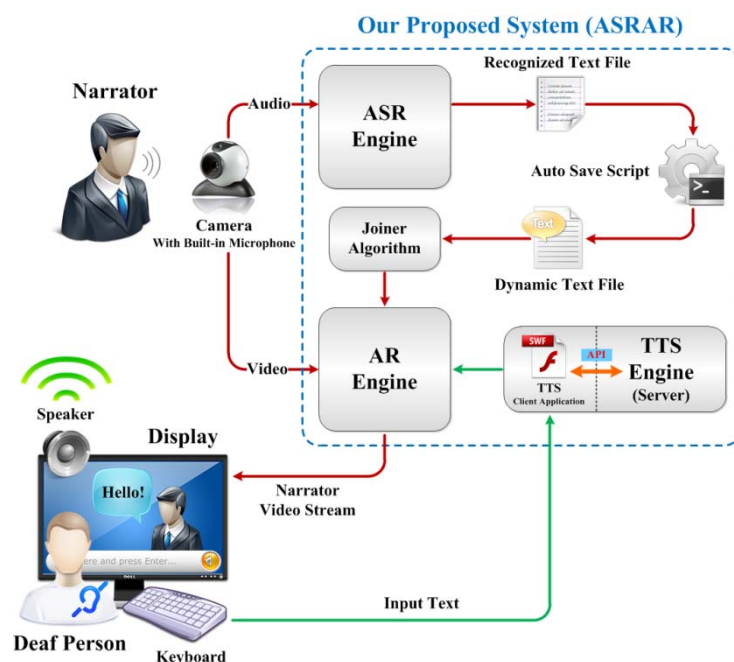 Our Proposed System (ASRAR)
Recognized Text File
Narrator
Audio
ASR
Engine
Auto Save Script
>_
Camera
With Built-in Microphone
Joiner
Algorithm
Text
Dynamic Text File
Video
AR
Engine
SWF
API
TTS
Client Application
TTS
Engine
(Server)
Speaker
Display
Hello!
ere and press Enter...
DELL
Narrator
Video Stream
Input Text
Deaf Person
Keyboard